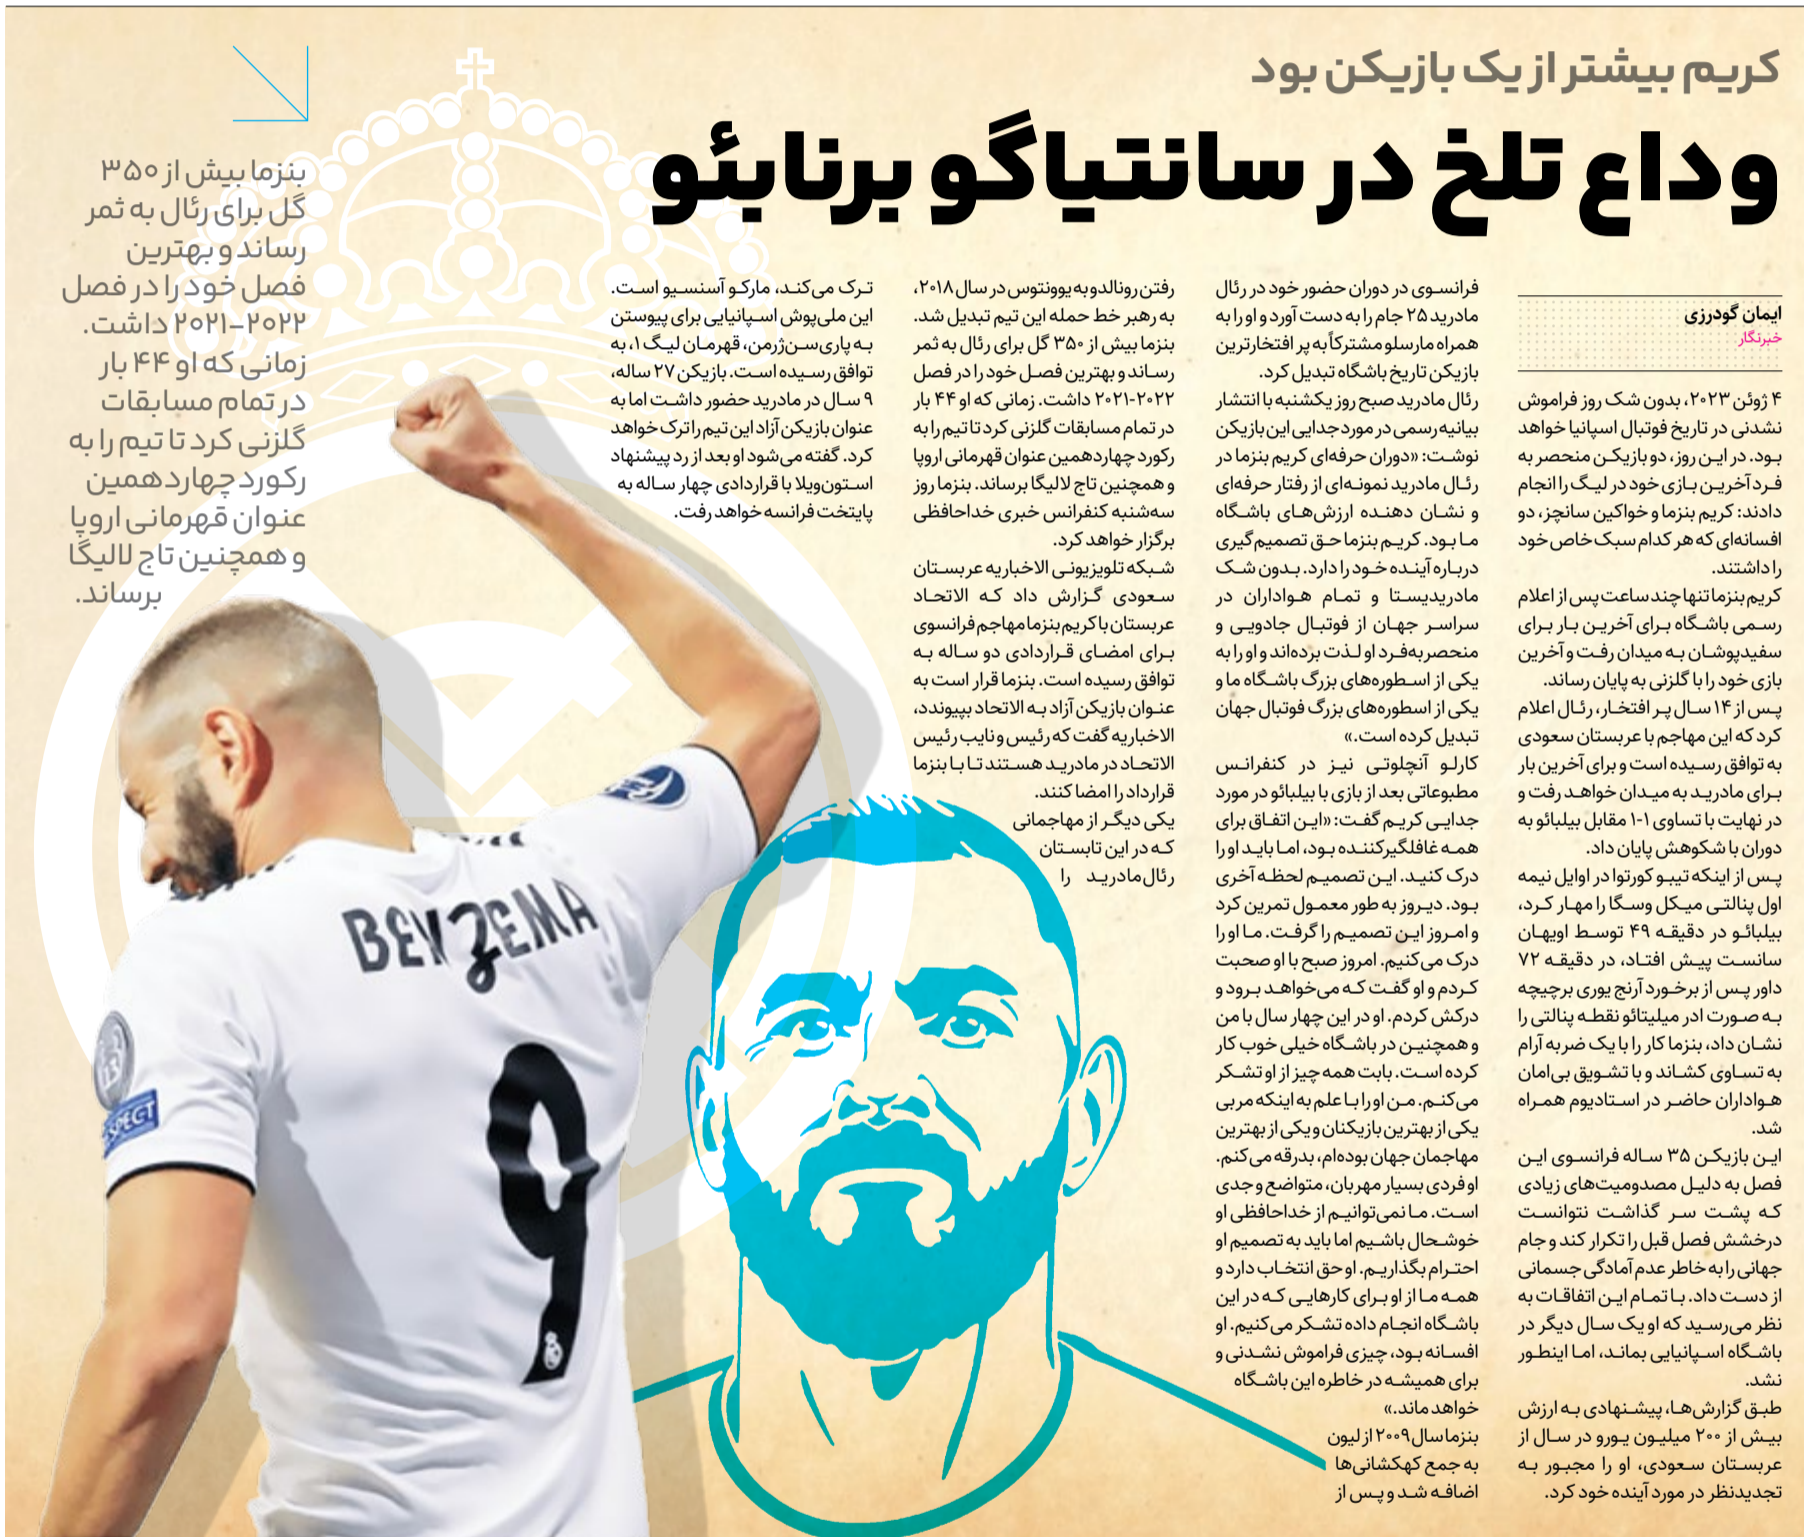 کریم بیشتر از یک بازیکن بود
وداع تلخ در سانتیاگو برنابئو
ایمان گودرزی
خبرنگار
۴ ژوئن ۲۰۲۳، بدون شک روز فراموش
نشدنی در تاریخ فوتبال اسپانیا خواهد
بود. در این روز، دو بازیکن منحصر به
فرد آخرین بازی خود در لیگ را انجام
دادند: کریم بنزما و خواکین سانچز، دو
افسانه‌ای که هر کدام سبک خاص خود
را داشتند.
کریم بنزما تنها چند ساعت پس از اعلام
رسمی باشگاه برای آخرین بار برای
سفیدپوشان به میدان رفت و آخرین
بازی خود را با گلزنی به پایان رساند.
پس از ۱۴ سال پر افتخار، رئال اعلام
کرد که این مهاجم با عربستان سعودی
به توافق رسیده است و برای آخرین بار
برای مادرید به میدان خواهد رفت و
در نهایت با تساوی ۱-۱ مقابل بیلبائو به
دوران با شکوهش پایان داد.
پس از اینکه تیبو کورتوا در اوایل نیمه
اول پنالتی میکل وسگا را مهار کرد،
بیلبائو در دقیقه ۴۹ توسط اویهان
سانست پیش افتاد، در دقیقه ۷۲
داور پس از برخورد آرنج یوری برچیچه
به صورت ادر میلیتائو نقطه پنالتی را
نشان داد، بنزما کار را با یک ضربه آرام
به تساوی کشاند و با تشویق بی‌امان
هواداران حاضر در استادیوم همراه
شد.
این بازیکن ۳۵ ساله فرانسوی این
فصل به دلیل مصدومیت‌های زیادی
که پشت سر گذاشت نتوانست
درخشش فصل قبل را تکرار کند و جام
جهانی را به خاطر عدم آمادگی جسمانی
از دست داد. با تمام این اتفاقات به
نظر می‌رسید که او یک سال دیگر در
باشگاه اسپانیایی بماند، اما اینطور
نشد.
طبق گزارش‌ها، پیشنهادی به ارزش
بیش از ۲۰۰ میلیون یورو در سال از
عربستان سعودی، او را مجبور به
تجدیدنظر در مورد آینده خود کرد.
فرانسوی در دوران حضور خود در رئال
مادرید ۲۵ جام را به دست آورد و او را به
همراه مارسلو مشترکاً به پر افتخارترین
بازیکن تاریخ باشگاه تبدیل کرد.
رئال مادرید صبح روز یکشنبه با انتشار
بیانیه رسمی در مورد جدایی این بازیکن
نوشت: «دوران حرفه‌ای کریم بنزما در
رئال مادرید نمونه‌ای از رفتار حرفه‌ای
و نشان دهنده ارزش‌های باشگاه
ما بود. کریم بنزما حق تصمیم‌گیری
درباره آینده خود را دارد. بدون شک
مادریدیستا و تمام هواداران در
سراسر جهان از فوتبال جادویی و
منحصربه‌فرد او لذت برده‌اند و او را به
یکی از اسطوره‌های بزرگ باشگاه ما و
یکی از اسطوره‌های بزرگ فوتبال جهان
تبدیل کرده است.»
کارلو آنچلوتی نیز در کنفرانس
مطبوعاتی بعد از بازی با بیلبائو در مورد
جدایی کریم گفت: «این اتفاق برای
همه غافلگیرکننده بود، اما باید او را
درک کنید. این تصمیم لحظه آخری
بود. دیروز به طور معمول تمرین کرد
و امروز این تصمیم را گرفت. ما او را
درک می‌کنیم. امروز صبح با او صحبت
کردم و او گفت که می‌خواهد برود و
درکش کردم. او در این چهار سال با من
و همچنین در باشگاه خیلی خوب کار
کرده است. بابت همه چیز از او تشکر
می‌کنم. من او را با علم به اینکه مربی
یکی از بهترین بازیکنان و یکی از بهترین
مهاجمان جهان بوده‌ام، بدرقه می‌کنم.
او فردی بسیار مهربان، متواضع و جدی
است. ما نمی‌توانیم از خداحافظی او
خوشحال باشیم اما باید به تصمیم او
احترام بگذاریم. او حق انتخاب دارد و
همه ما از او برای کارهایی که در این
باشگاه انجام داده تشکر می‌کنیم. او
افسانه بود، چیزی فراموش نشدنی و
برای همیشه در خاطره این باشگاه
خواهد ماند.»
بنزما سال ۲۰۰۹ از لیون
به جمع کهکشانی‌ها
اضافه شد و پس از
رفتن رونالدو به یوونتوس در سال ۲۰۱۸،
به رهبر خط حمله این تیم تبدیل شد.
بنزما بیش از ۳۵۰ گل برای رئال به ثمر
رساند و بهترین فصل خود را در فصل
۲۰۲۱-۲۰۲۲ داشت. زمانی که او ۴۴ بار
در تمام مسابقات گلزنی کرد تا تیم را به
رکورد چهاردهمین عنوان قهرمانی اروپا
و همچنین تاج لالیگا برساند. بنزما روز
سه‌شنبه کنفرانس خبری خداحافظی
برگزار خواهد کرد.
شبکه تلویزیونی الاخباریه عربستان
سعودی گزارش داد که الاتحاد
عربستان با کریم بنزما مهاجم فرانسوی
برای امضای قراردادی دو ساله به
توافق رسیده است. بنزما قرار است به
عنوان بازیکن آزاد به الاتحاد بپیوندد،
الاخباریه گفت که رئیس و نایب رئیس
الاتحاد در مادرید هستند تا با بنزما
قرارداد را امضا کنند.
یکی دیگر از مهاجمانی
که در این تابستان
رئال‌مادرید را
ترک می‌کند، مارکو آسنسیو است.
این ملی‌پوش اسپانیایی برای پیوستن
به پاری‌سن‌ژرمن، قهرمان لیگ ۱، به
توافق رسیده است. بازیکن ۲۷ ساله،
۹ سال در مادرید حضور داشت اما به
عنوان بازیکن آزاد این تیم را ترک خواهد
کرد. گفته می‌شود او بعد از رد پیشنهاد
استون‌ویلا با قراردادی چهار ساله به
پایتخت فرانسه خواهد رفت.
بنزما بیش از ۳۵۰
گل برای رئال به ثمر
رساند و بهترین
فصل خود را در فصل
۲۰۲۱-۲۰۲۲ داشت.
زمانی که او ۴۴ بار
در تمام مسابقات
گلزنی کرد تا تیم را به
رکورد چهاردهمین
عنوان قهرمانی اروپا
و همچنین تاج لالیگا
برساند.
BENZEMA
9
13
RESPECT